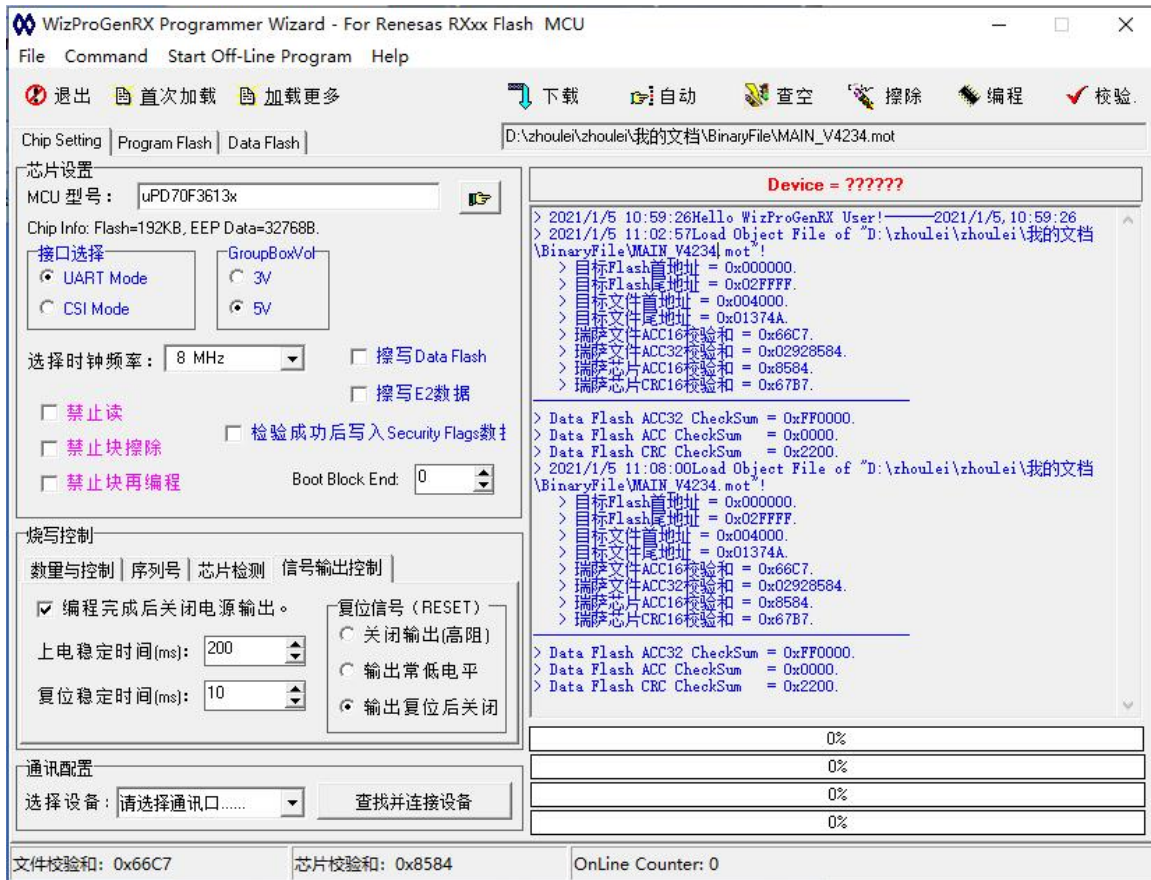 WizProGenRX Programmer Wizard - For Renesas RXxx Flash MCU
File Command Start Off-Line Program Help
退出 首次加载 加载更多 下载 自动 查空 擦除 编程 校验.
Chip Setting Program Flash Data Flash
D:\zhoulei\zhoulei\我的文档\BinaryFile\MAIN_V4234.mot
芯片设置
MCU 型号: uPD70F3613x
Chip Info: Flash=192KB, EEP Data=32768B.
接口选择
UART Mode
CSI Mode
GroupBoxVol
3V
5V
选择时钟频率: 8 MHz
擦写Data Flash
擦写E2数据
禁止读
禁止块擦除
禁止块再编程
检验成功后写入Security Flags数
Boot Block End: 0
烧写控制
数量与控制 序列号 芯片检测 信号输出控制
编程完成后关闭电源输出。
上电稳定时间(ms): 200
复位稳定时间(ms): 10
复位信号(RESET)
关闭输出(高阻)
输出常低电平
输出复位后关闭
通讯配置
选择设备: 请选择通讯口...... 查找并连接设备
Device = ??????
> 2021/1/5 10:59:26Hello WizProGenRX User!———2021/1/5, 10:59:26
> 2021/1/5 11:02:57Load Object File of "D:\zhoulei\zhoulei\我的文档
\BinaryFile\MAIN_V4234.mot"!
> 目标Flash首地址 = 0x000000.
> 目标Flash尾地址 = 0x02FFFF.
> 目标文件首地址 = 0x004000.
> 目标文件尾地址 = 0x01374A.
> 瑞萨文件ACC16校验和 = 0x66C7.
> 瑞萨文件ACC32校验和 = 0x02928584.
> 瑞萨芯片ACC16校验和 = 0x8584.
> 瑞萨芯片CRC16校验和 = 0x67B7.
> Data Flash ACC32 CheckSum = 0xFF0000.
> Data Flash ACC CheckSum = 0x0000.
> Data Flash CRC CheckSum = 0x2200.
> 2021/1/5 11:08:00Load Object File of "D:\zhoulei\zhoulei\我的文档
\BinaryFile\MAIN_V4234.mot"!
> 目标Flash首地址 = 0x000000.
> 目标Flash尾地址 = 0x02FFFF.
> 目标文件首地址 = 0x004000.
> 目标文件尾地址 = 0x01374A.
> 瑞萨文件ACC16校验和 = 0x66C7.
> 瑞萨文件ACC32校验和 = 0x02928584.
> 瑞萨芯片ACC16校验和 = 0x8584.
> 瑞萨芯片CRC16校验和 = 0x67B7.
> Data Flash ACC32 CheckSum = 0xFF0000.
> Data Flash ACC CheckSum = 0x0000.
> Data Flash CRC CheckSum = 0x2200.
0%
0%
0%
0%
文件校验和: 0x66C7 芯片校验和: 0x8584 OnLine Counter: 0